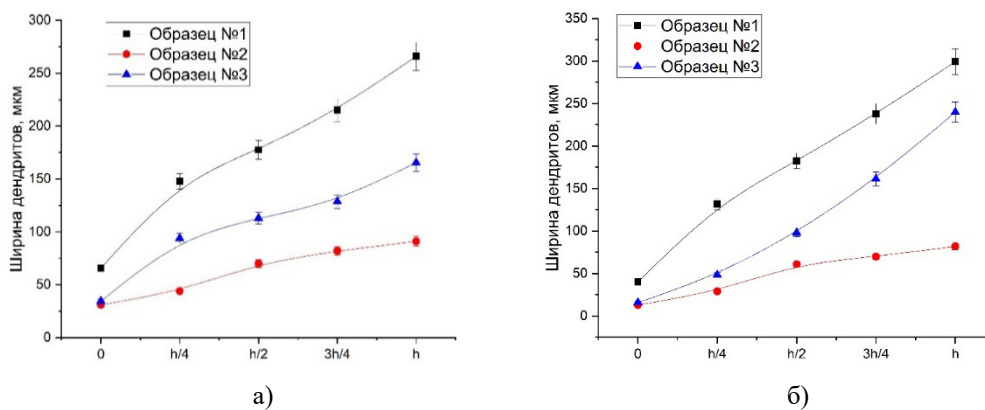 300
250
200
150
100
50
0
Ширина дендритов, мкм
Образец №1
Образец №2
Образец №3
0 h/4 h/2 3h/4 h
а)
350
300
250
200
150
100
50
0
Ширина дендритов, мкм
Образец №1
Образец №2
Образец №3
0 h/4 h/2 3h/4 h
б)